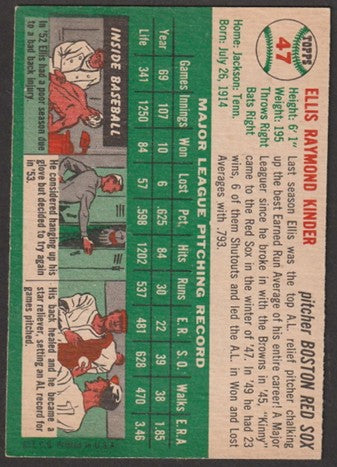 TOPPS
47
ELLIS RAYMOND KINDER
pitcher BOSTON RED SOX
Height: 6'1"
Weight: 195
Throws Right
Bats Right
Home: Jackson, Tenn.
Born: July 26, 1914
Last season Ellis was the top A.L. relief pitcher chalking
up the best Earned Run Average of his entire career! A Major
Leaguer since he broke in with the Browns in '45, "Kinny"
came to the Red Sox in the winter of '47. In '49 he had 23
wins, 6 of them Shutouts and led the A.L. in Won and Lost
Averages with .793.
MAJOR LEAGUE PITCHING RECORD
Games Innings Won Lost Pct. Hits Runs E.R. S.O. Walks E.R.A
Year 69 107 10 6 .625 84 30 22 39 38 1.85
Life 341 1250 84 57 .598 1202 537 481 628 470 3.46
INSIDE BASEBALL
In '52 Ellis had a poor season due
to a bad back injury.
He considered hanging up his
glove but decided to try again
in '53.
His back healed and he became a
star reliever, setting an AL record for
games pitched.